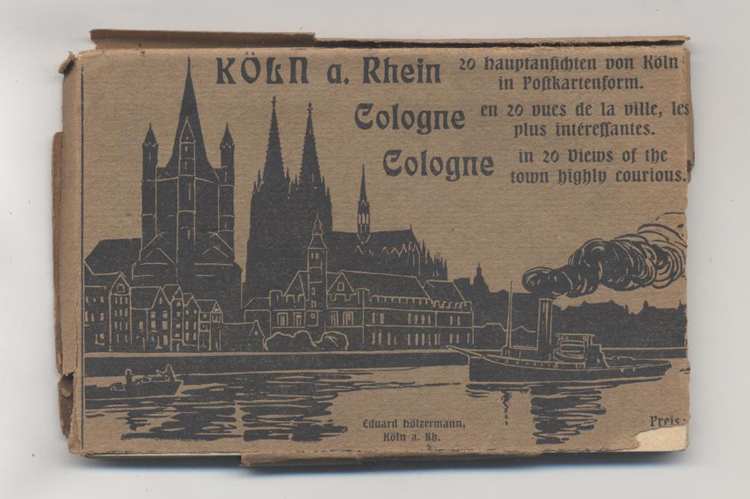 KÖLN a. Rhein
20 Hauptansichten von Köln
in Postkartenform.
Cologne
en 20 vues de la ville, les
plus intéressantes.
Cologne
in 20 Views of the
town highly courious.
Eduard Hölzermann,
Köln a. Rh.
Preis